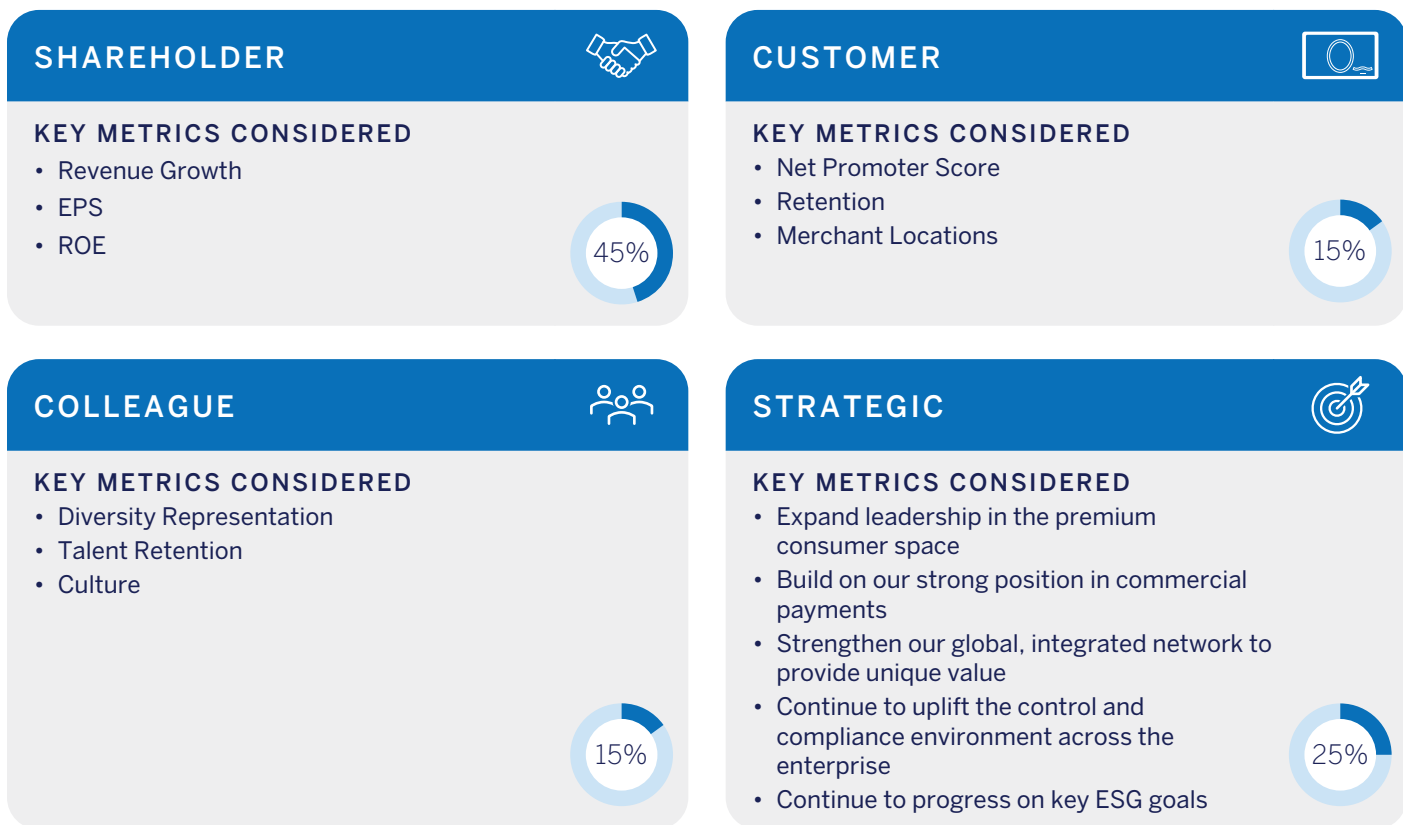 SHAREHOLDER
KEY METRICS CONSIDERED
• Revenue Growth
• EPS
• ROE
45%
CUSTOMER
KEY METRICS CONSIDERED
• Net Promoter Score
• Retention
• Merchant Locations
15%
COLLEAGUE
KEY METRICS CONSIDERED
• Diversity Representation
• Talent Retention
• Culture
15%
STRATEGIC
KEY METRICS CONSIDERED
• Expand leadership in the premium
consumer space
• Build on our strong position in commercial
payments
• Strengthen our global, integrated network to
provide unique value
• Continue to uplift the control and
compliance environment across the
enterprise
• Continue to progress on key ESG goals
25%